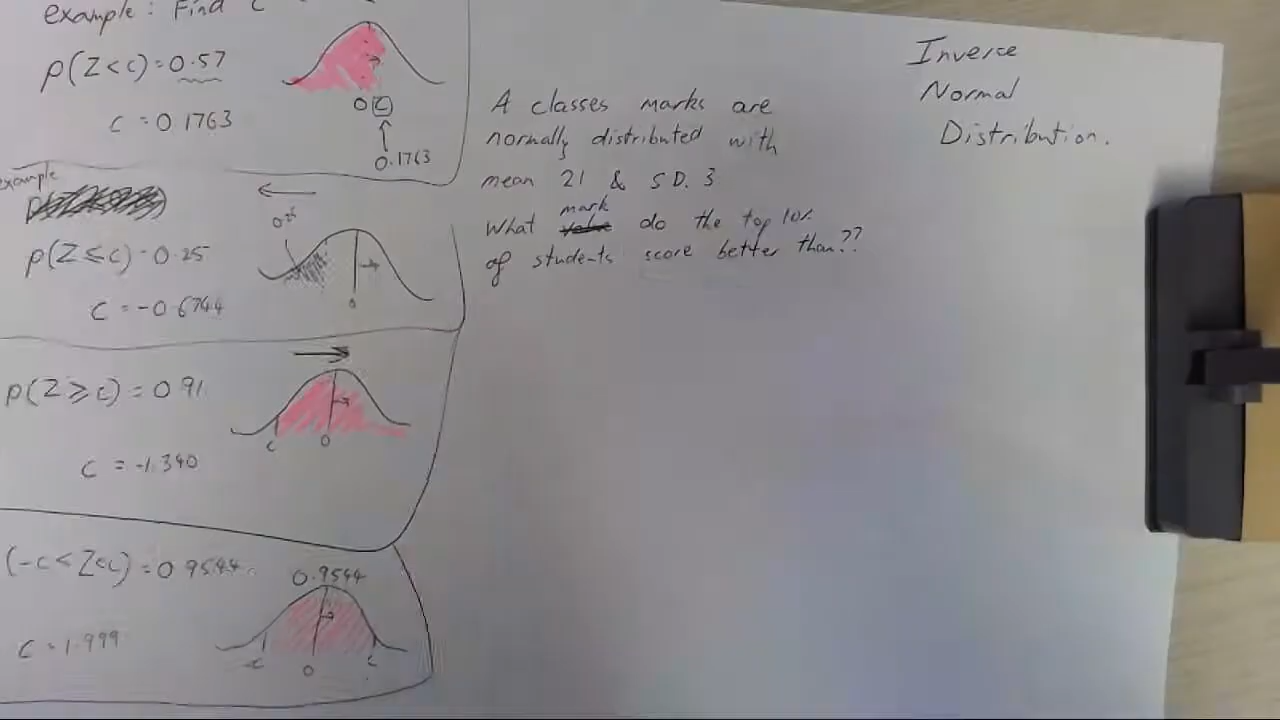 example: Find c
p(Z<c)=0.57
c = 0.1763
0 c
0.1763
example
p(Z≤c)=0.25
0.25
c = -0.6744
0
p(Z≥c)=0.91
c 0
c = -1.340
(-c<Z<c)=0.9544
0.9544
c = 1.999
-c 0 c
A classes marks are
normally distributed with
mean 21 & S.D. 3
mark
What do the top 10%
of students score better than??
Inverse
Normal
Distribution.